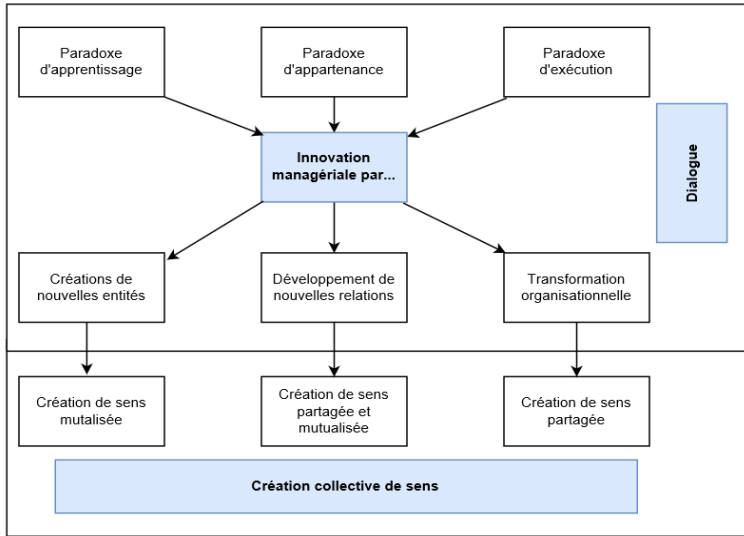 Paradoxe
d'apprentissage
Paradoxe
d'appartenance
Paradoxe
d'exécution
Innovation
managériale par...
Dialogue
Créations de
nouvelles entités
Développement de
nouvelles relations
Transformation
organisationnelle
Création de sens
mutalisée
Création de sens
partagée et
mutualisée
Création de sens
partagée
Création collective de sens